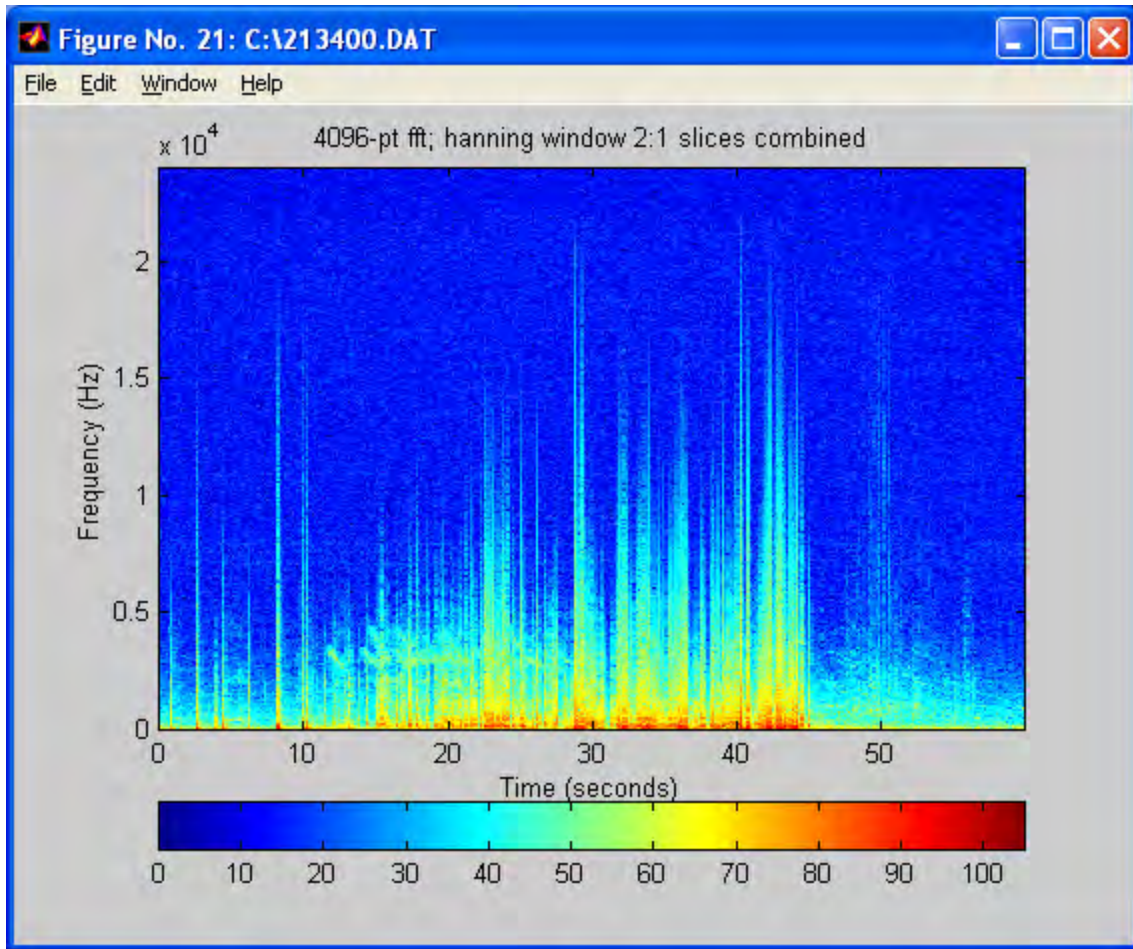 Figure No. 21: C:\213400.DAT
File Edit Window Help
x 10^4
4096-pt fft; hanning window 2:1 slices combined
2
1.5
1
0.5
0
Frequency (Hz)
0 10 20 30 40 50
Time (seconds)
0 10 20 30 40 50 60 70 80 90 100